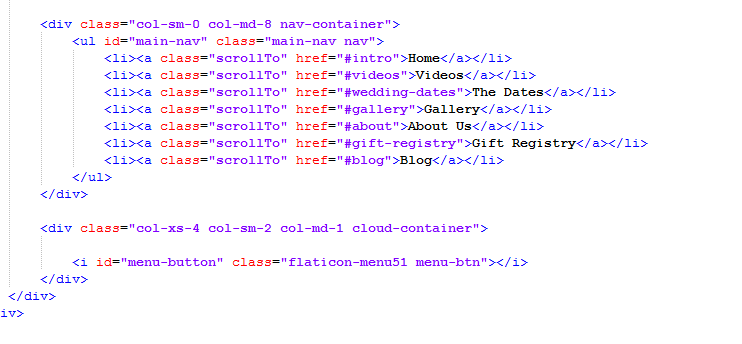 <div class="col-sm-0 col-md-8 nav-container">
<ul id="main-nav" class="main-nav nav">
<li><a class="scrollTo" href="#intro">Home</a></li>
<li><a class="scrollTo" href="#videos">Videos</a></li>
<li><a class="scrollTo" href="#wedding-dates">The Dates</a></li>
<li><a class="scrollTo" href="#gallery">Gallery</a></li>
<li><a class="scrollTo" href="#about">About Us</a></li>
<li><a class="scrollTo" href="#gift-registry">Gift Registry</a></li>
<li><a class="scrollTo" href="#blog">Blog</a></li>
</ul>
</div>
<div class="col-xs-4 col-sm-2 col-md-1 cloud-container">
<i id="menu-button" class="flaticon-menu51 menu-btn"></i>
</div>
</div>
iv>